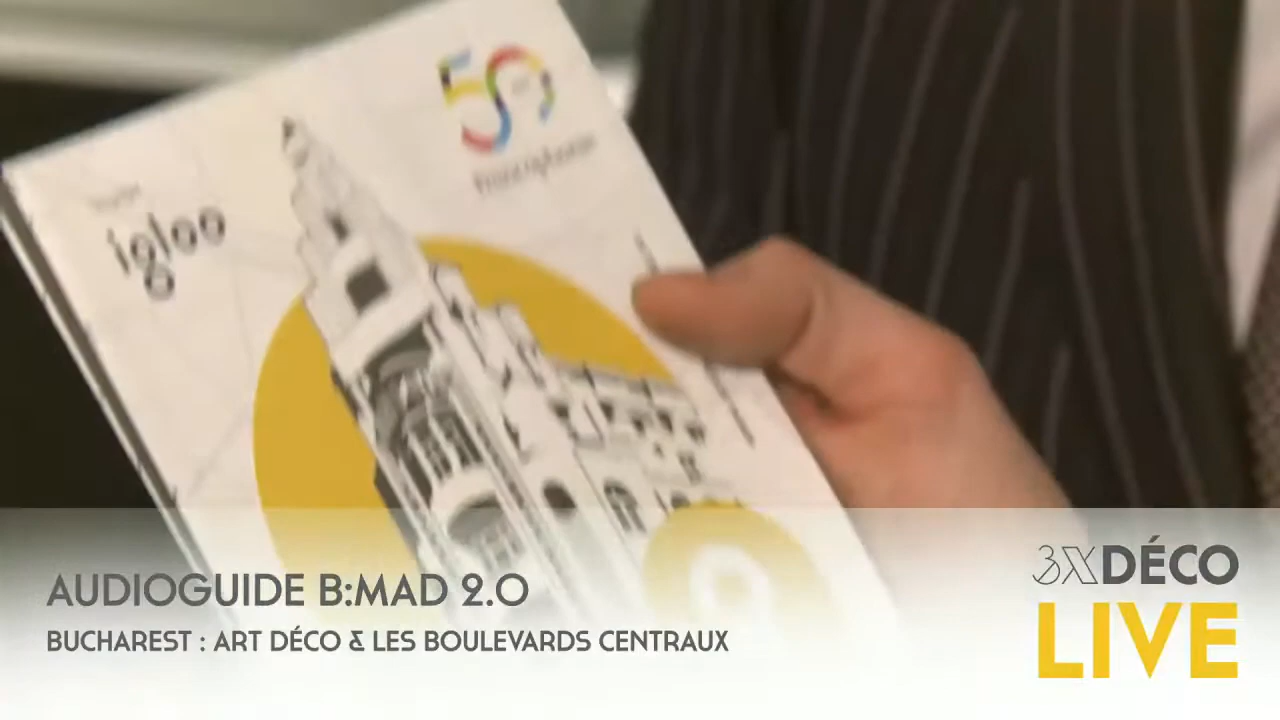 50
Francophonie
igloo
AUDIOGUIDE B:MAD 2.0
BUCHAREST : ART DÉCO & LES BOULEVARDS CENTRAUX
3XDÉCO
LIVE